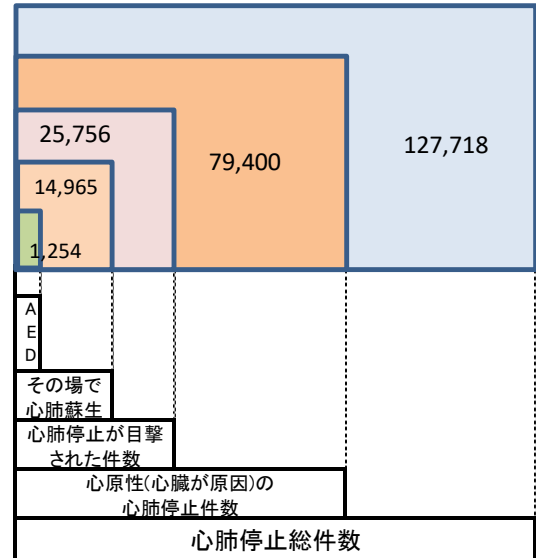 25,756
127,718
79,400
14,965
1,254
A
E
D
その場で
心肺蘇生
心肺停止が目撃
された件数
心原性(心臓が原因)の
心肺停止件数
心肺停止総件数